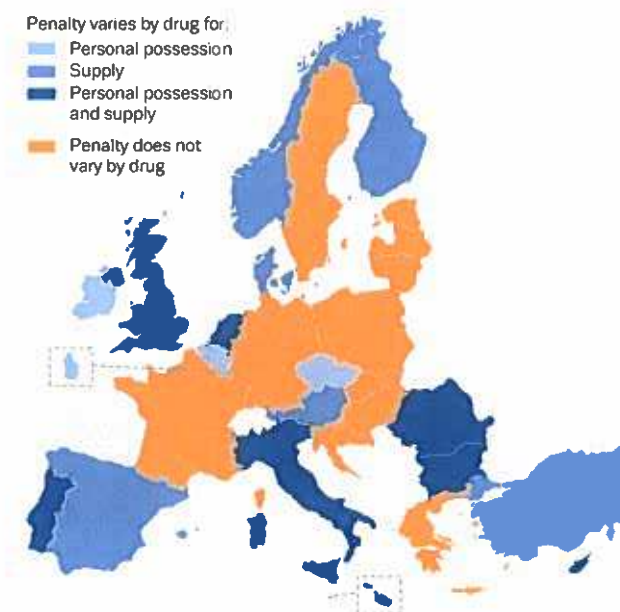 Penalty varies by drug for:
Personal possession
Supply
Personal possession
and supply
Penalty does not
vary by drug